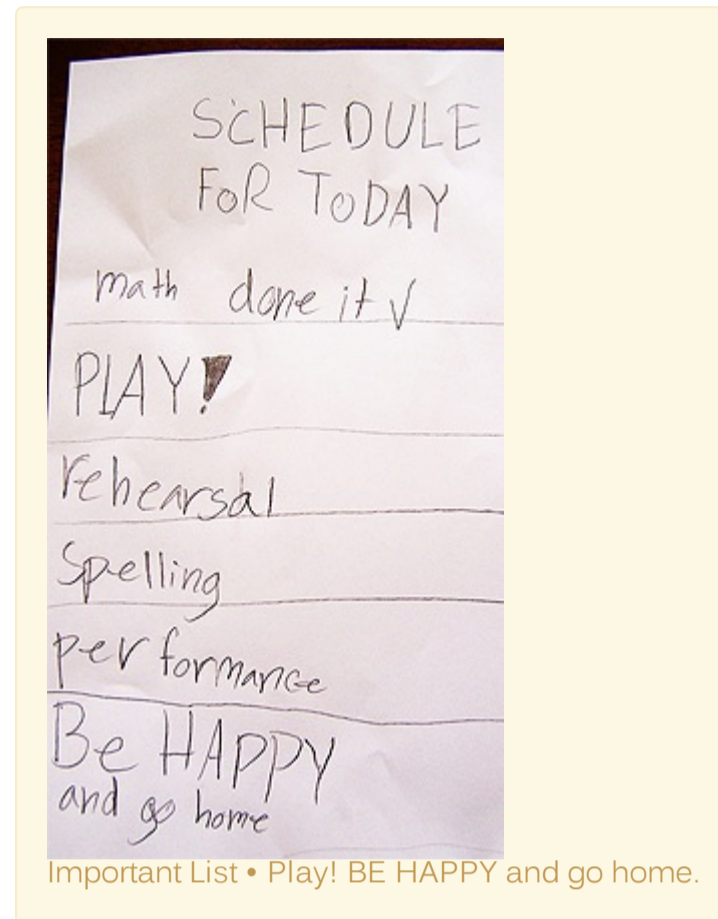 SCHEDULE
FOR TODAY
math done it √
PLAY!
rehearsal
Spelling
performance
Be HAPPY
and go home
Important List • Play! BE HAPPY and go home.